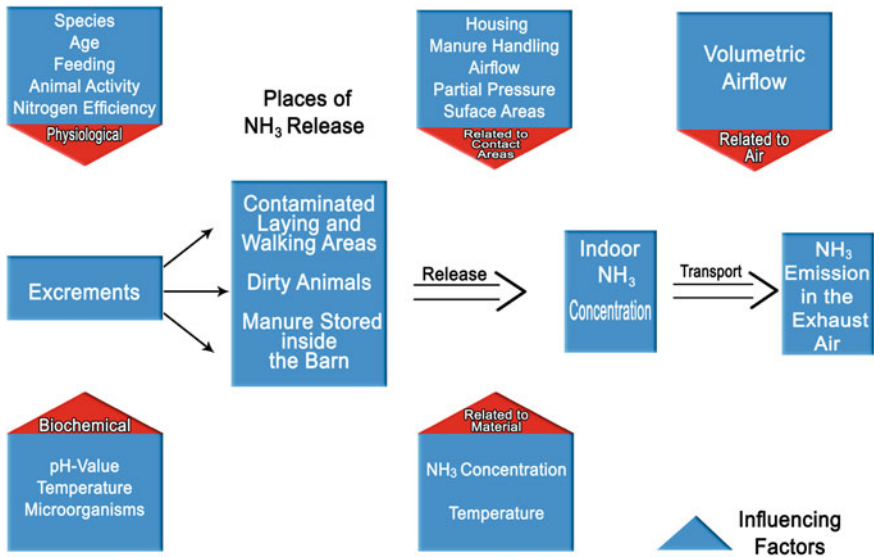 Species
Age
Feeding
Animal Activity
Nitrogen Efficiency
Physiological
Places of
NH₃ Release
Housing
Manure Handling
Airflow
Partial Pressure
Suface Areas
Related to
Contact
Areas
Volumetric
Airflow
Related to
Air
Excrements
Contaminated
Laying and
Walking Areas
Dirty Animals
Manure Stored
inside
the Barn
Release
Indoor
NH₃
Concentration
Transport
NH₃
Emission
in the
Exhaust
Air
Biochemical
pH-Value
Temperature
Microorganisms
Related to
Material
NH₃ Concentration
Temperature
Influencing
Factors